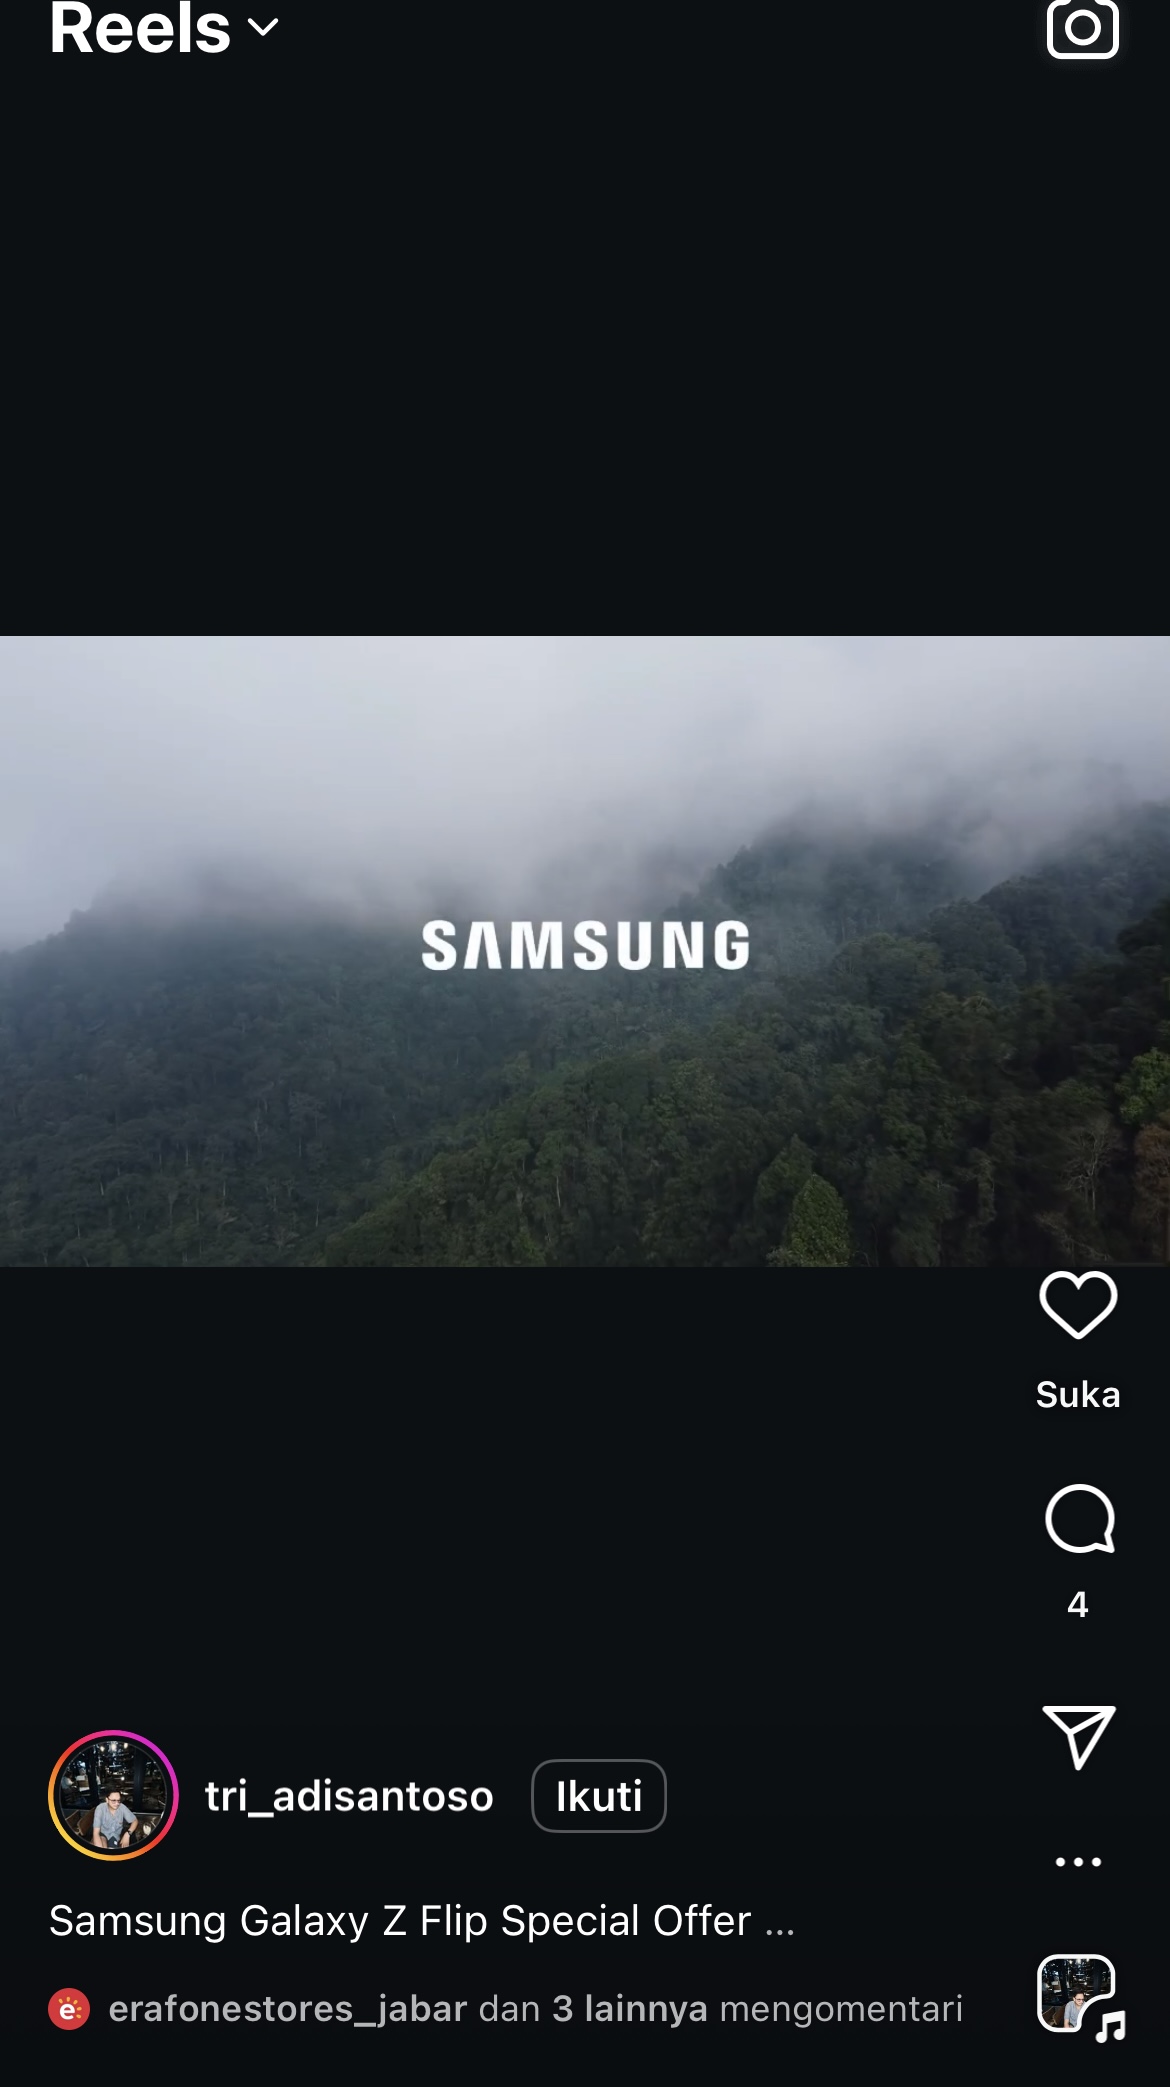 Reels
SAMSUNG
Suka
4
tri_adisantoso Ikuti
Samsung Galaxy Z Flip Special Offer ...
e erafonestores_jabar dan 3 lainnya mengomentari